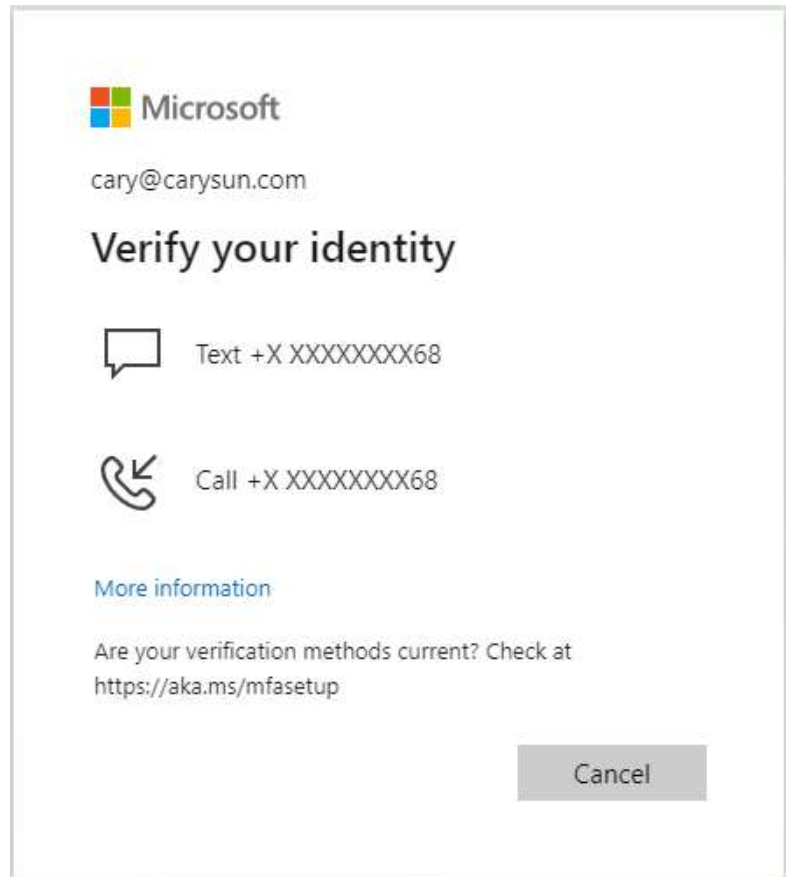 Microsoft
cary@carysun.com
Verify your identity
Text +X XXXXXXXX68
Call +X XXXXXXXX68
More information
Are your verification methods current? Check at
https://aka.ms/mfasetup
Cancel